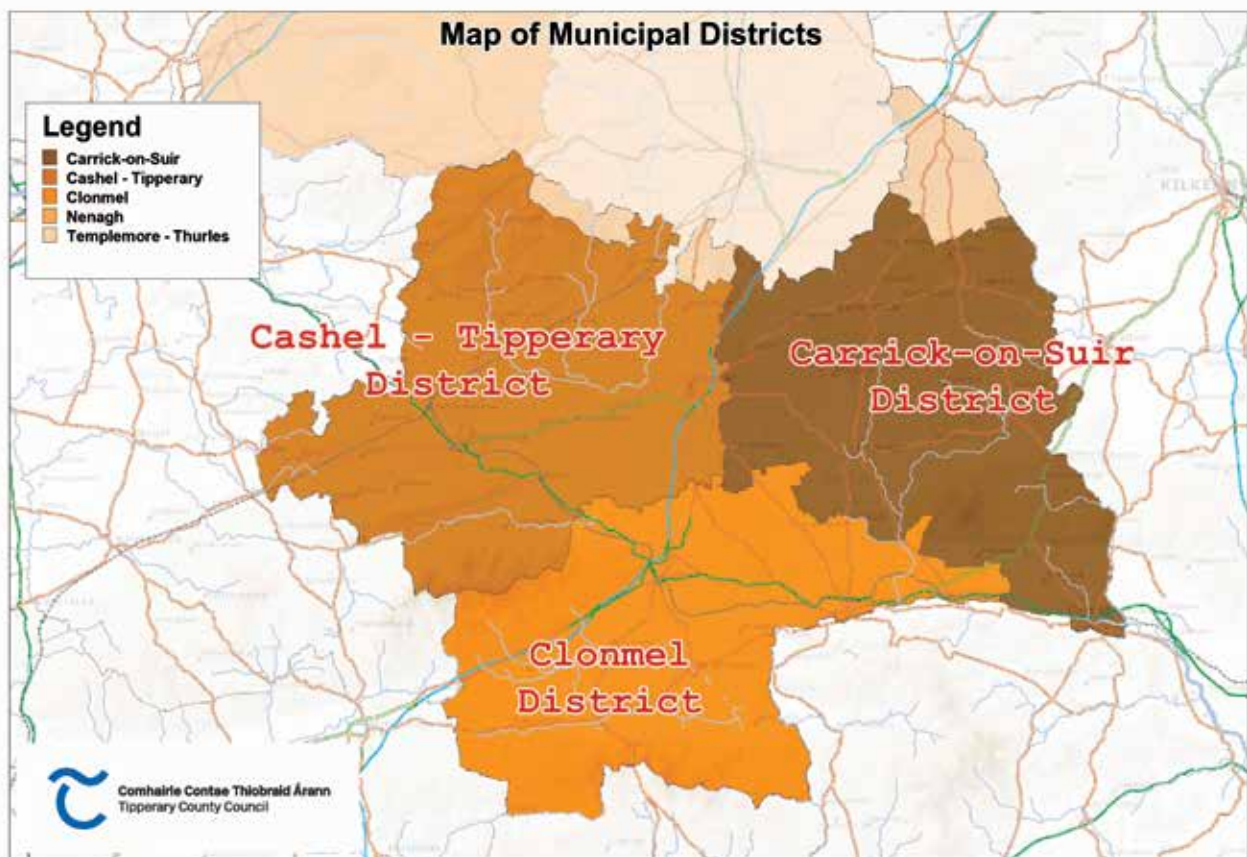 Map of Municipal Districts
Legend
Carrick-on-Suir
Cashel - Tipperary
Clonmel
Nenagh
Templemore - Thurles
Cashel - Tipperary
District
Carrick-on-Suir
District
Clonmel
District
Comhairle Contae Thiobraid Árann
Tipperary County Council